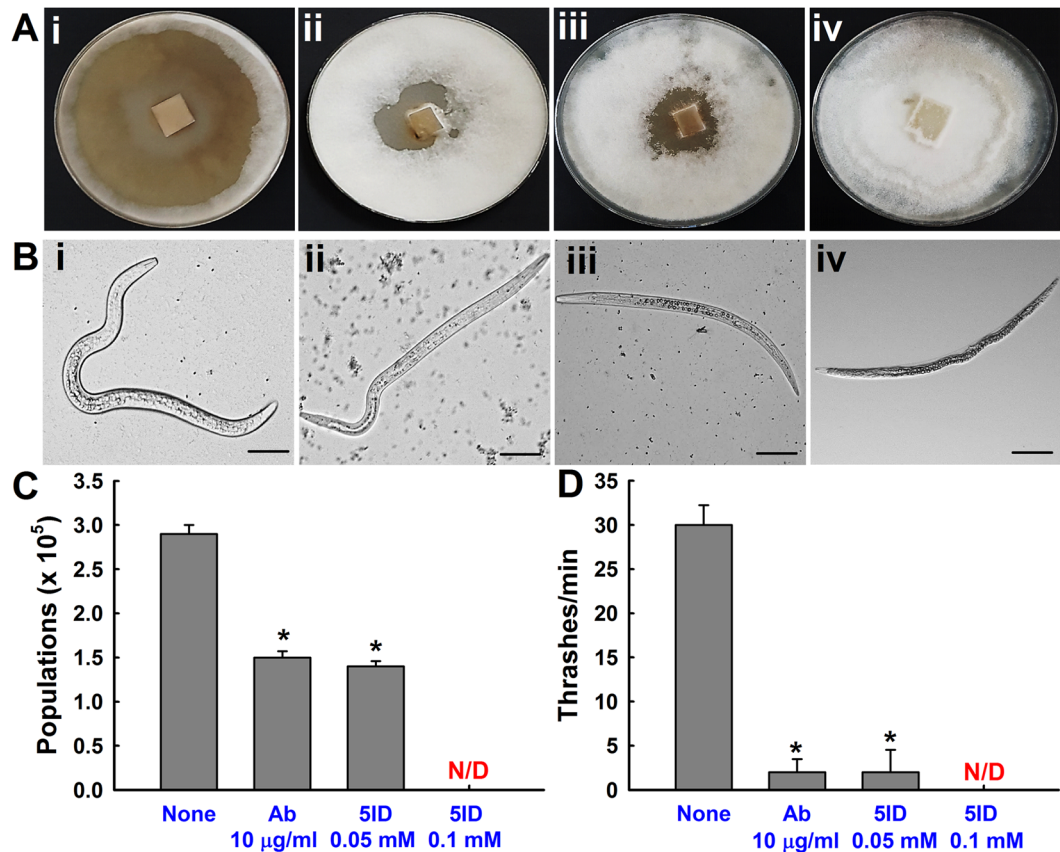 A
i
ii
iii
iv
B
i
ii
iii
iv
C
Populations (x 10⁵)
3.5
3.0
2.5
2.0
1.5
1.0
0.5
0.0
*
*
N/D
None
Ab
10 µg/ml
5ID
0.05 mM
5ID
0.1 mM
D
Thrashes/min
35
30
25
20
15
10
5
0
*
*
N/D
None
Ab
10 µg/ml
5ID
0.05 mM
5ID
0.1 mM